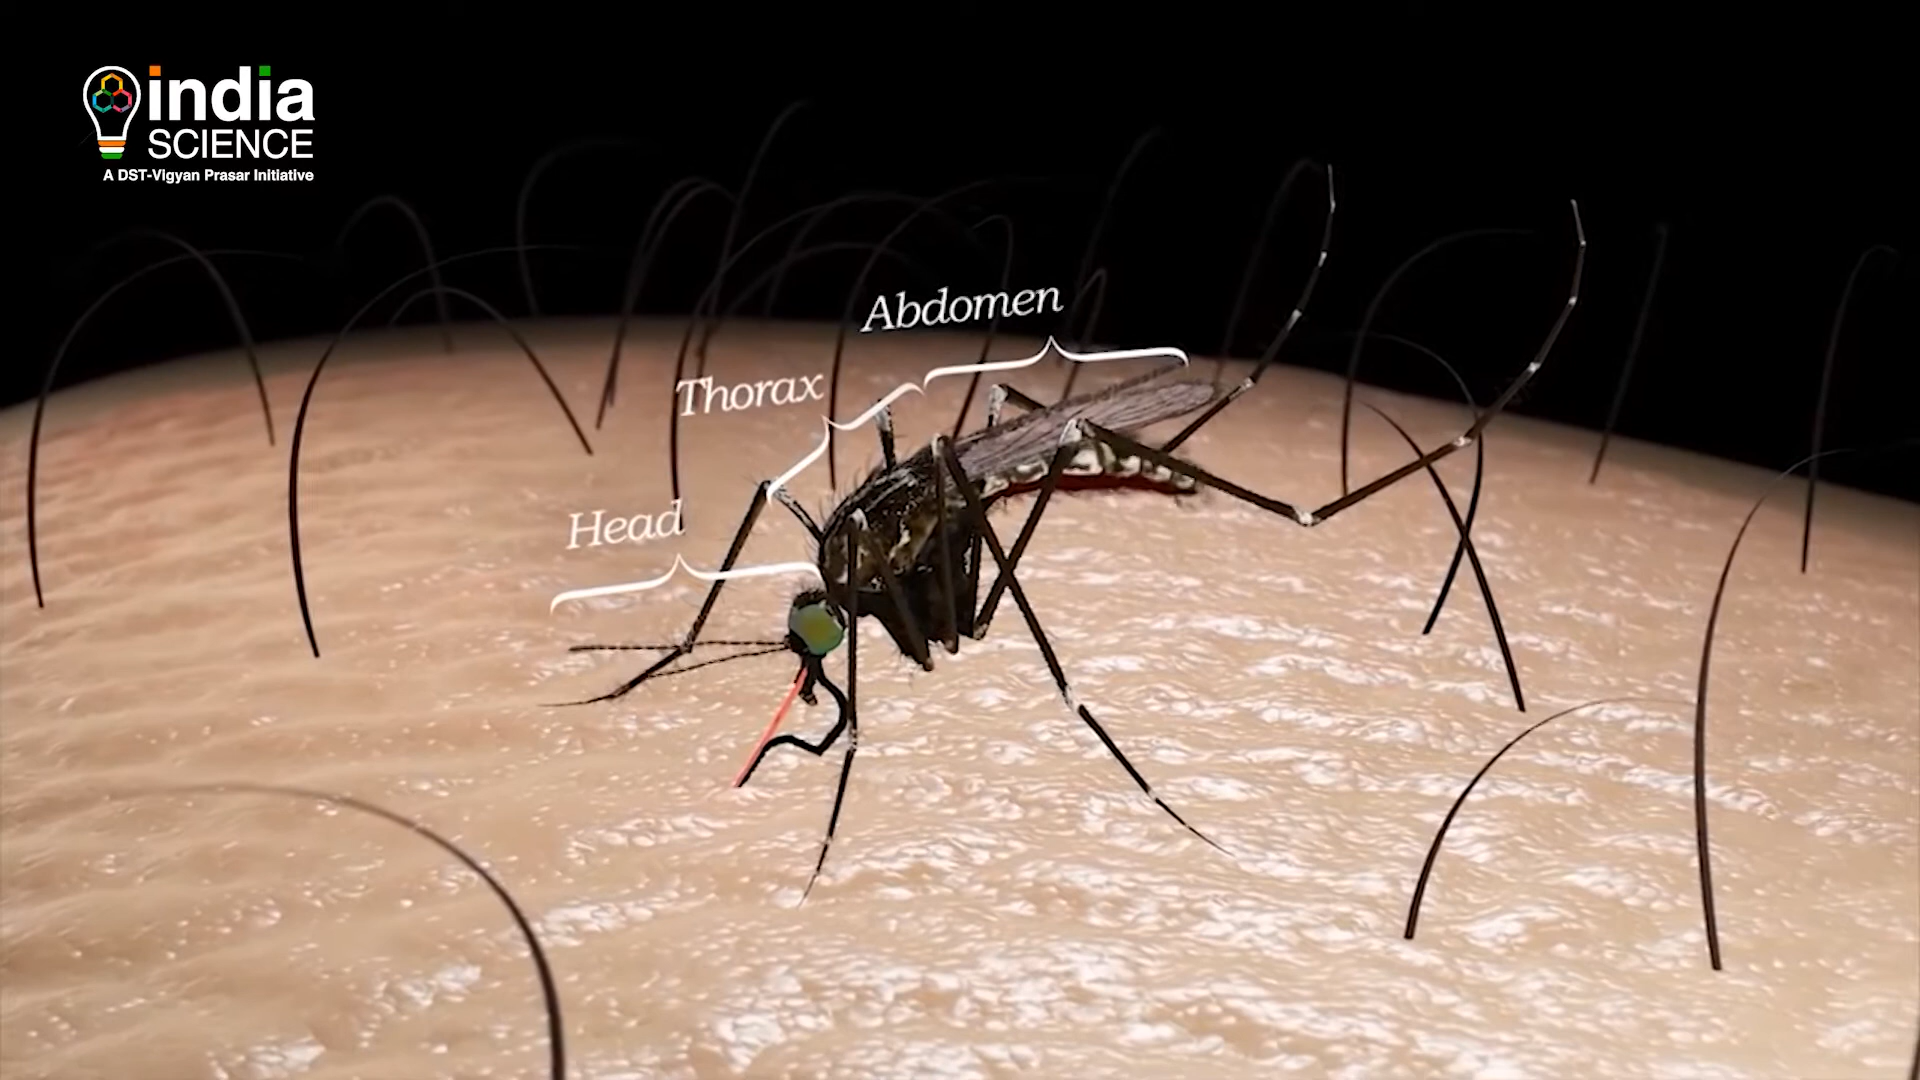 india
SCIENCE
A DST-Vigyan Prasar Initiative
Abdomen
Thorax
Head